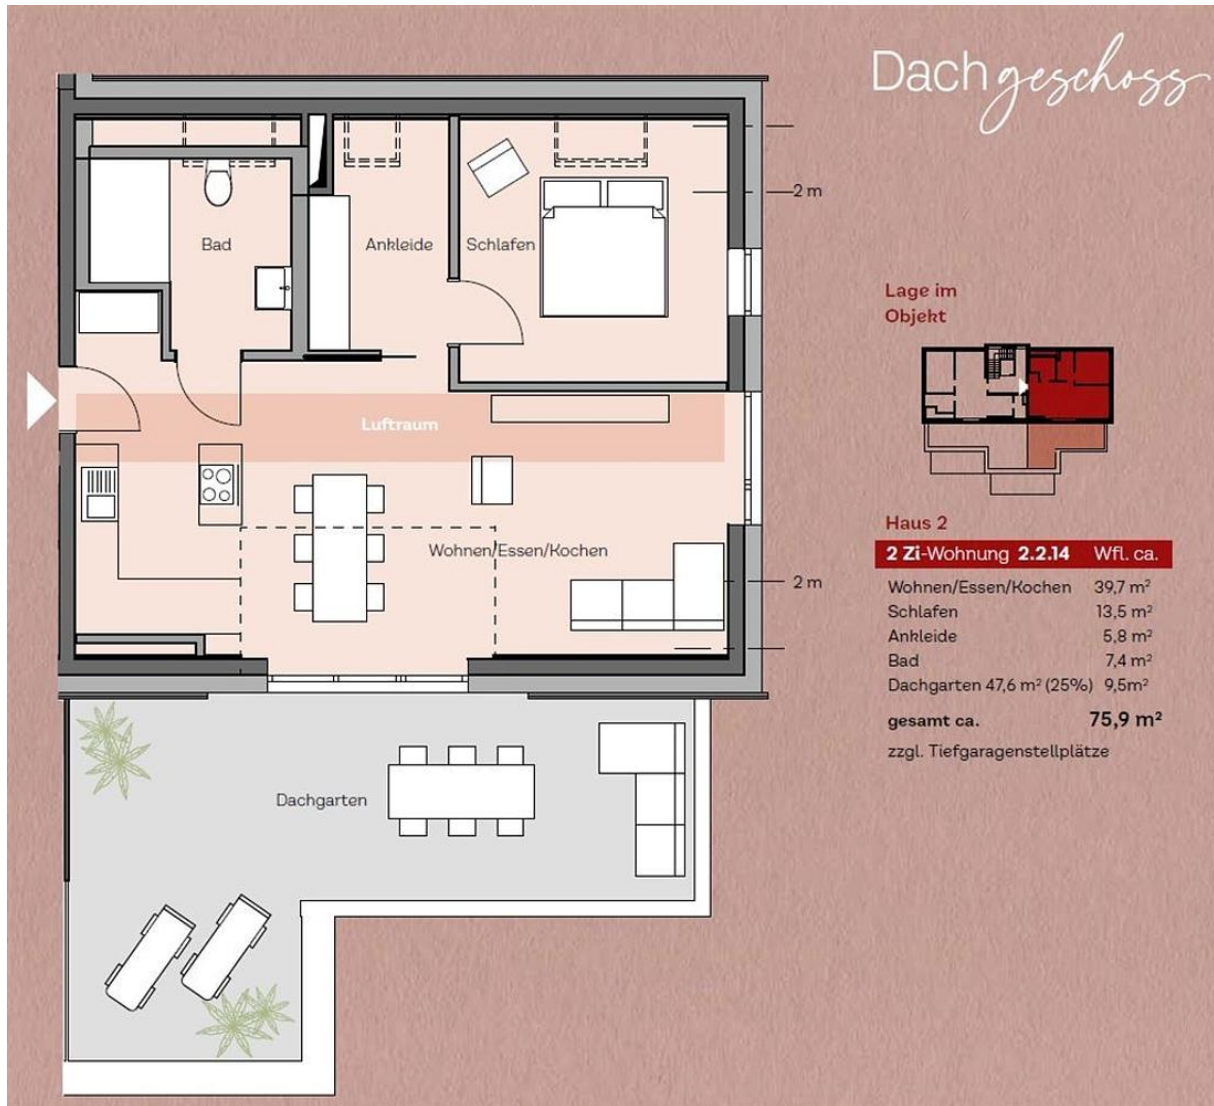 Dachgeschoss
2 m
Bad
Ankleide
Schlafen
Luftraum
Wohnen/Essen/Kochen
2 m
Dachgarten
Lage im
Objekt
Haus 2
2 Zi-Wohnung 2.2.14 Wfl. ca.
Wohnen/Essen/Kochen 39,7 m²
Schlafen 13,5 m²
Ankleide 5,8 m²
Bad 7,4 m²
Dachgarten 47,6 m² (25%) 9,5m²
gesamt ca. 75,9 m²
zzgl. Tiefgaragenstellplätze